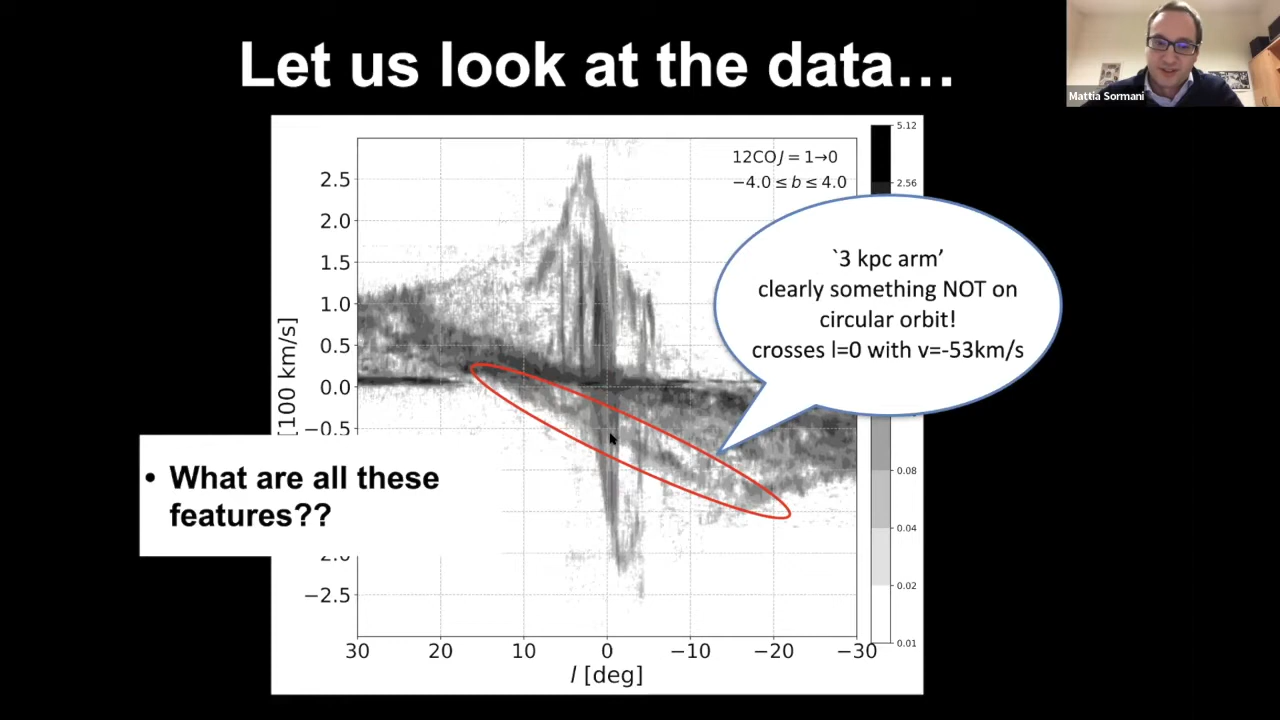 Let us look at the data…
Mattia Sormani
12CO J = 1→0
−4.0 ≤ b ≤ 4.0
5.12
2.56
`3 kpc arm’
clearly something NOT on
circular orbit!
crosses l=0 with v=-53km/s
2.5
2.0
1.5
1.0
0.5
0.0
−0.5
−2.5
[100 km/s]
• What are all these
features??
0.08
0.04
0.02
0.01
30 20 10 0 −10 −20 −30
l [deg]